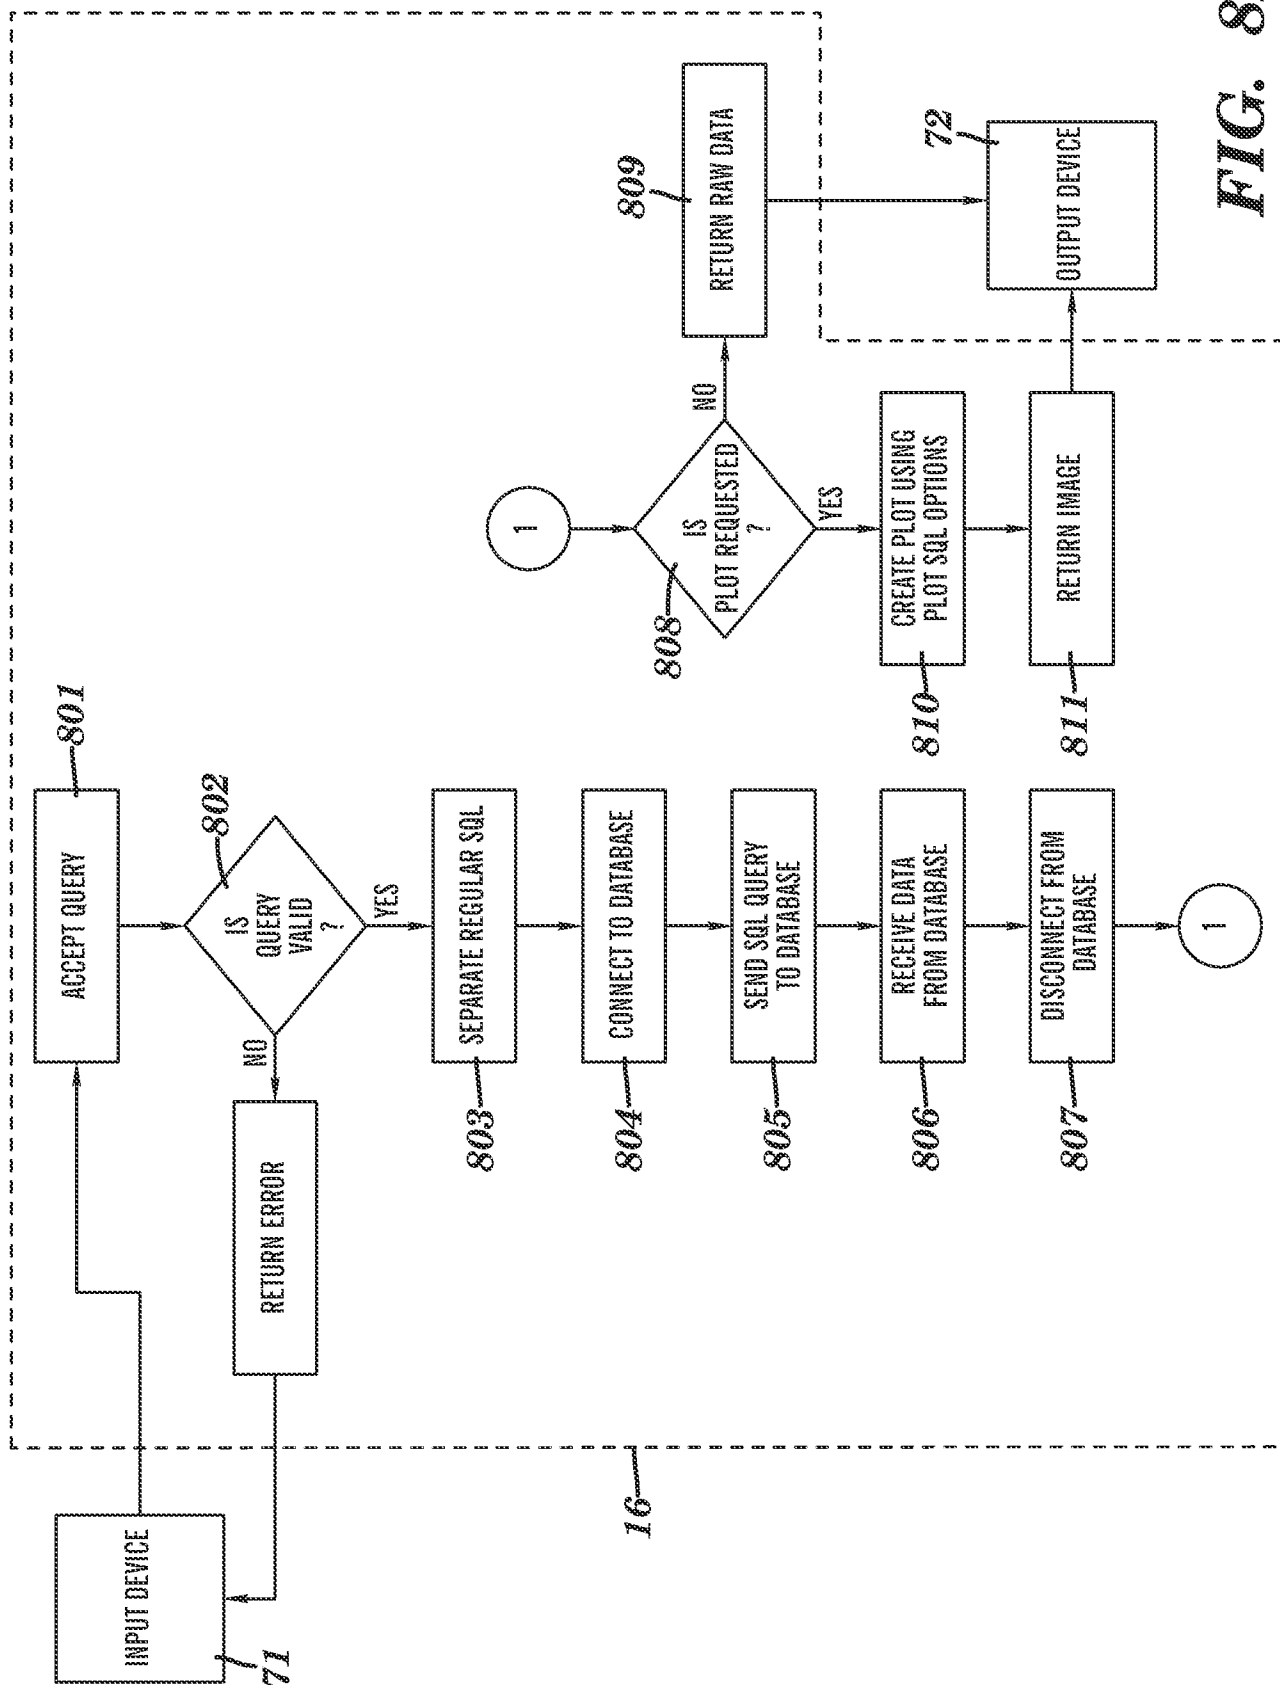 801
ACCEPT QUERY
INPUT DEVICE
71
802
IS
QUERY
VALID
?
NO
RETURN ERROR
YES
SEPARATE REGULAR SQL
803
CONNECT TO DATABASE
804
SEND SQL QUERY
TO DATABASE
805
RECEIVE DATA
FROM DATABASE
806
DISCONNECT FROM
DATABASE
807
1
16
1
IS
PLOT REQUESTED
?
808
NO
RETURN RAW DATA
809
YES
CREATE PLOT USING
PLOT SQL OPTIONS
810
RETURN IMAGE
811
OUTPUT DEVICE
72
FIG. 8